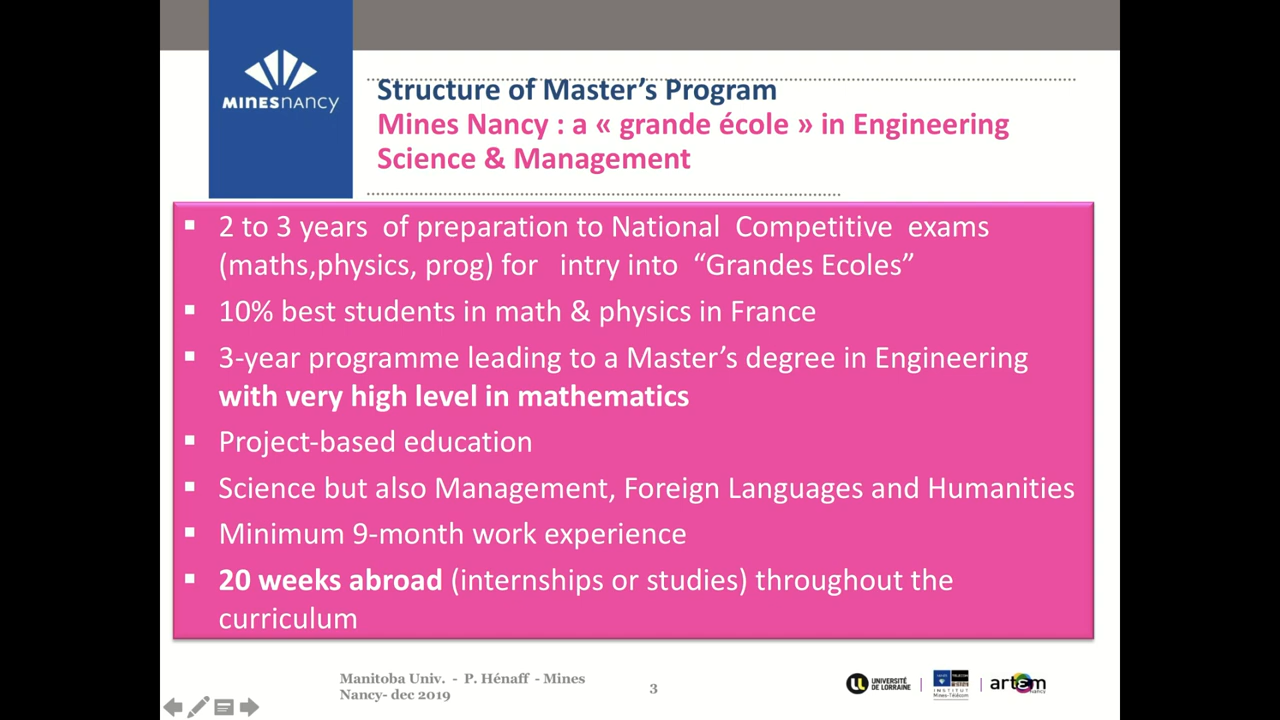 MINESNANCY
Structure of Master's Program
Mines Nancy : a « grande école » in Engineering
Science & Management
▪ 2 to 3 years of preparation to National Competitive exams
(maths,physics, prog) for intry into “Grandes Ecoles”
▪ 10% best students in math & physics in France
▪ 3-year programme leading to a Master’s degree in Engineering
with very high level in mathematics
▪ Project-based education
▪ Science but also Management, Foreign Languages and Humanities
▪ Minimum 9-month work experience
▪ 20 weeks abroad (internships or studies) throughout the
curriculum
Manitoba Univ. - P. Hénaff - Mines
Nancy- dec 2019
3
UNIVERSITÉ
DE LORRAINE
INSTITUT
Mines-Télécom
artem
Nancy